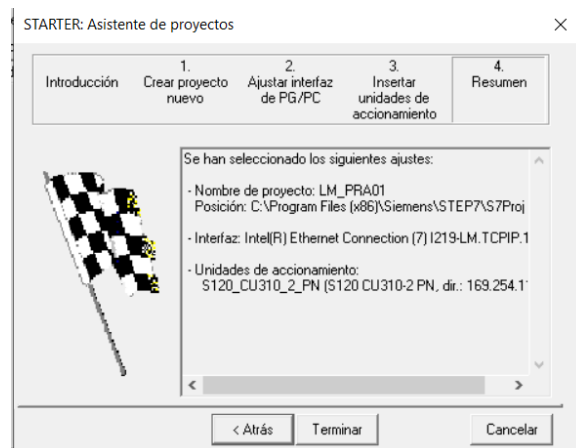 STARTER: Asistente de proyectos
Introducción
1.
Crear proyecto
nuevo
2.
Ajustar interfaz
de PG/PC
3.
Insertar
unidades de
accionamiento
4.
Resumen
Se han seleccionado los siguientes ajustes:
- Nombre de proyecto: LM_PRA01
Posición: C:\Program Files (x86)\Siemens\STEP7\S7Proj
- Interfaz: Intel(R) Ethernet Connection (7) I219-LM.TCPIP.1
- Unidades de accionamiento:
S120_CU310_2_PN (S120 CU310-2 PN, dir.: 169.254.1
< Atrás
Terminar
Cancelar